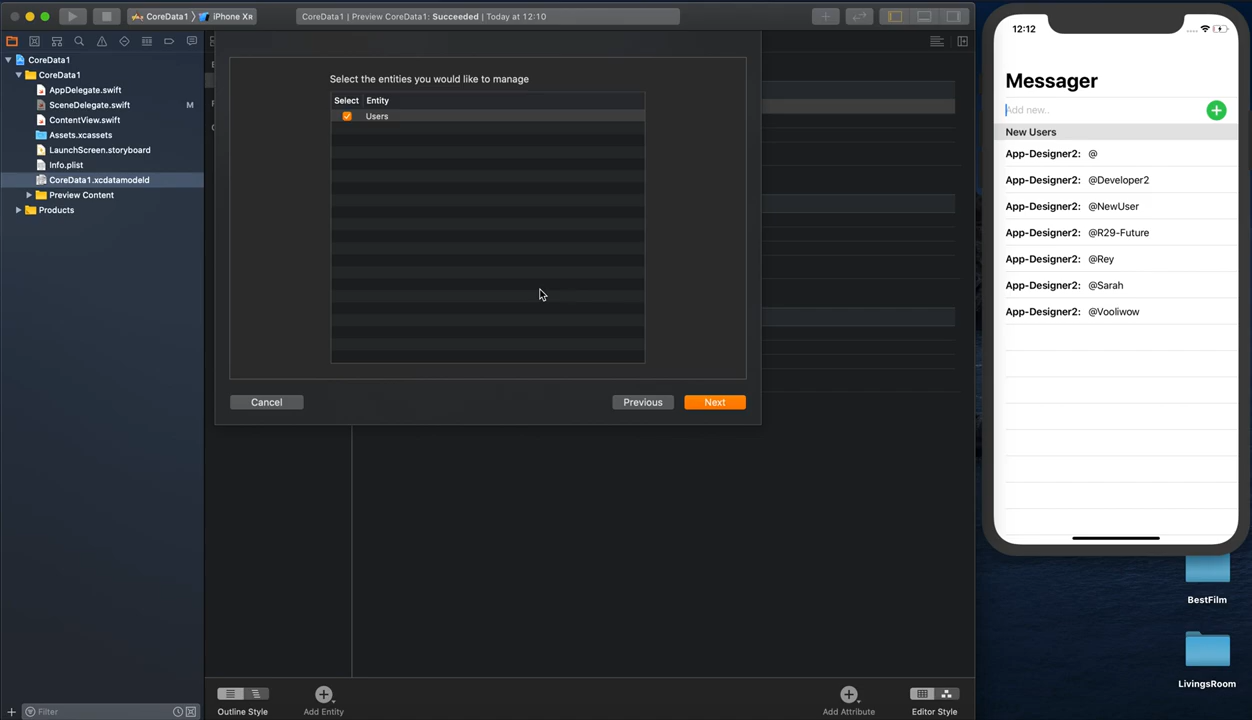 CoreData1 ⟩ iPhone Xʀ
CoreData1 | Preview CoreData1: Succeeded | Today at 12:10
CoreData1
CoreData1
AppDelegate.swift
SceneDelegate.swift M
ContentView.swift
Assets.xcassets
LaunchScreen.storyboard
Info.plist
CoreData1.xcdatamodeld
Preview Content
Products
Filter
Select the entities you would like to manage
Select Entity
Users
Cancel Previous Next
Outline Style Add Entity Add Attribute Editor Style
12:12
Messager
Add new..
New Users
App-Designer2: @
App-Designer2: @Developer2
App-Designer2: @NewUser
App-Designer2: @R29-Future
App-Designer2: @Rey
App-Designer2: @Sarah
App-Designer2: @Vooliwow
BestFilm
LivingsRoom